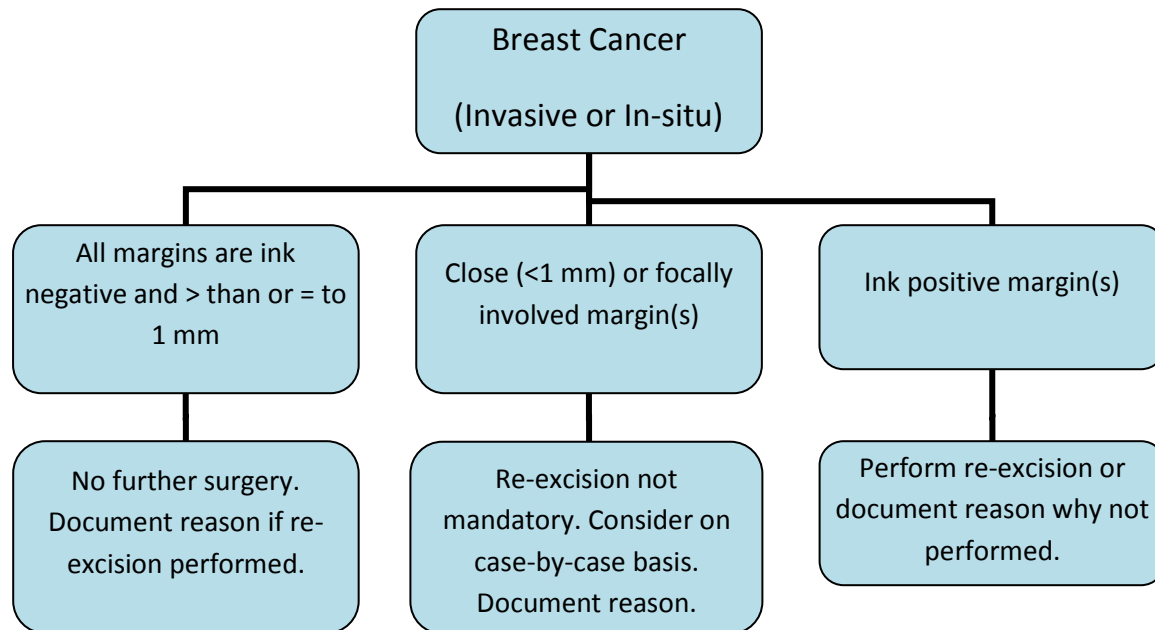 Breast Cancer
(Invasive or In-situ)
All margins are ink
negative and > than or = to
1 mm
Close (<1 mm) or focally
involved margin(s)
Ink positive margin(s)
No further surgery.
Document reason if re-
excision performed.
Re-excision not
mandatory. Consider on
case-by-case basis.
Document reason.
Perform re-excision or
document reason why not
performed.